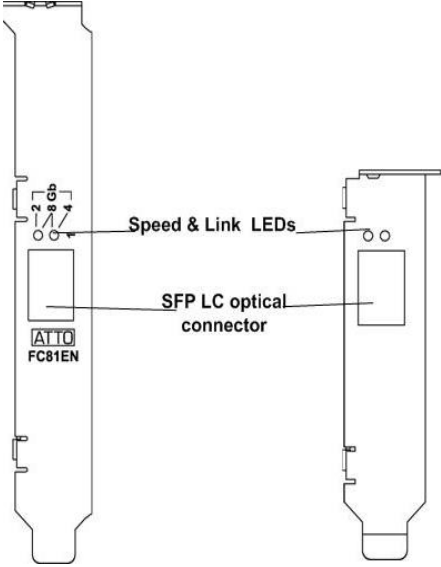 2 8 Gb 4
1
Speed & Link LEDs
SFP LC optical
connector
ATTO
FC81EN